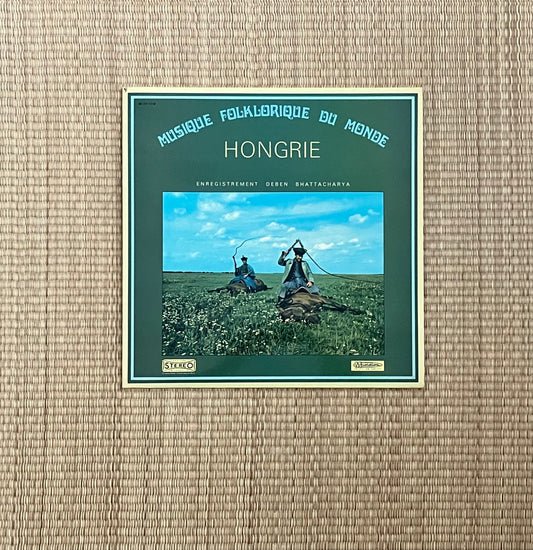 MUSIQUE FOLKLORIQUE DU MONDE
HONGRIE
ENREGISTREMENT DEBEN BHATTACHARYA
STEREO